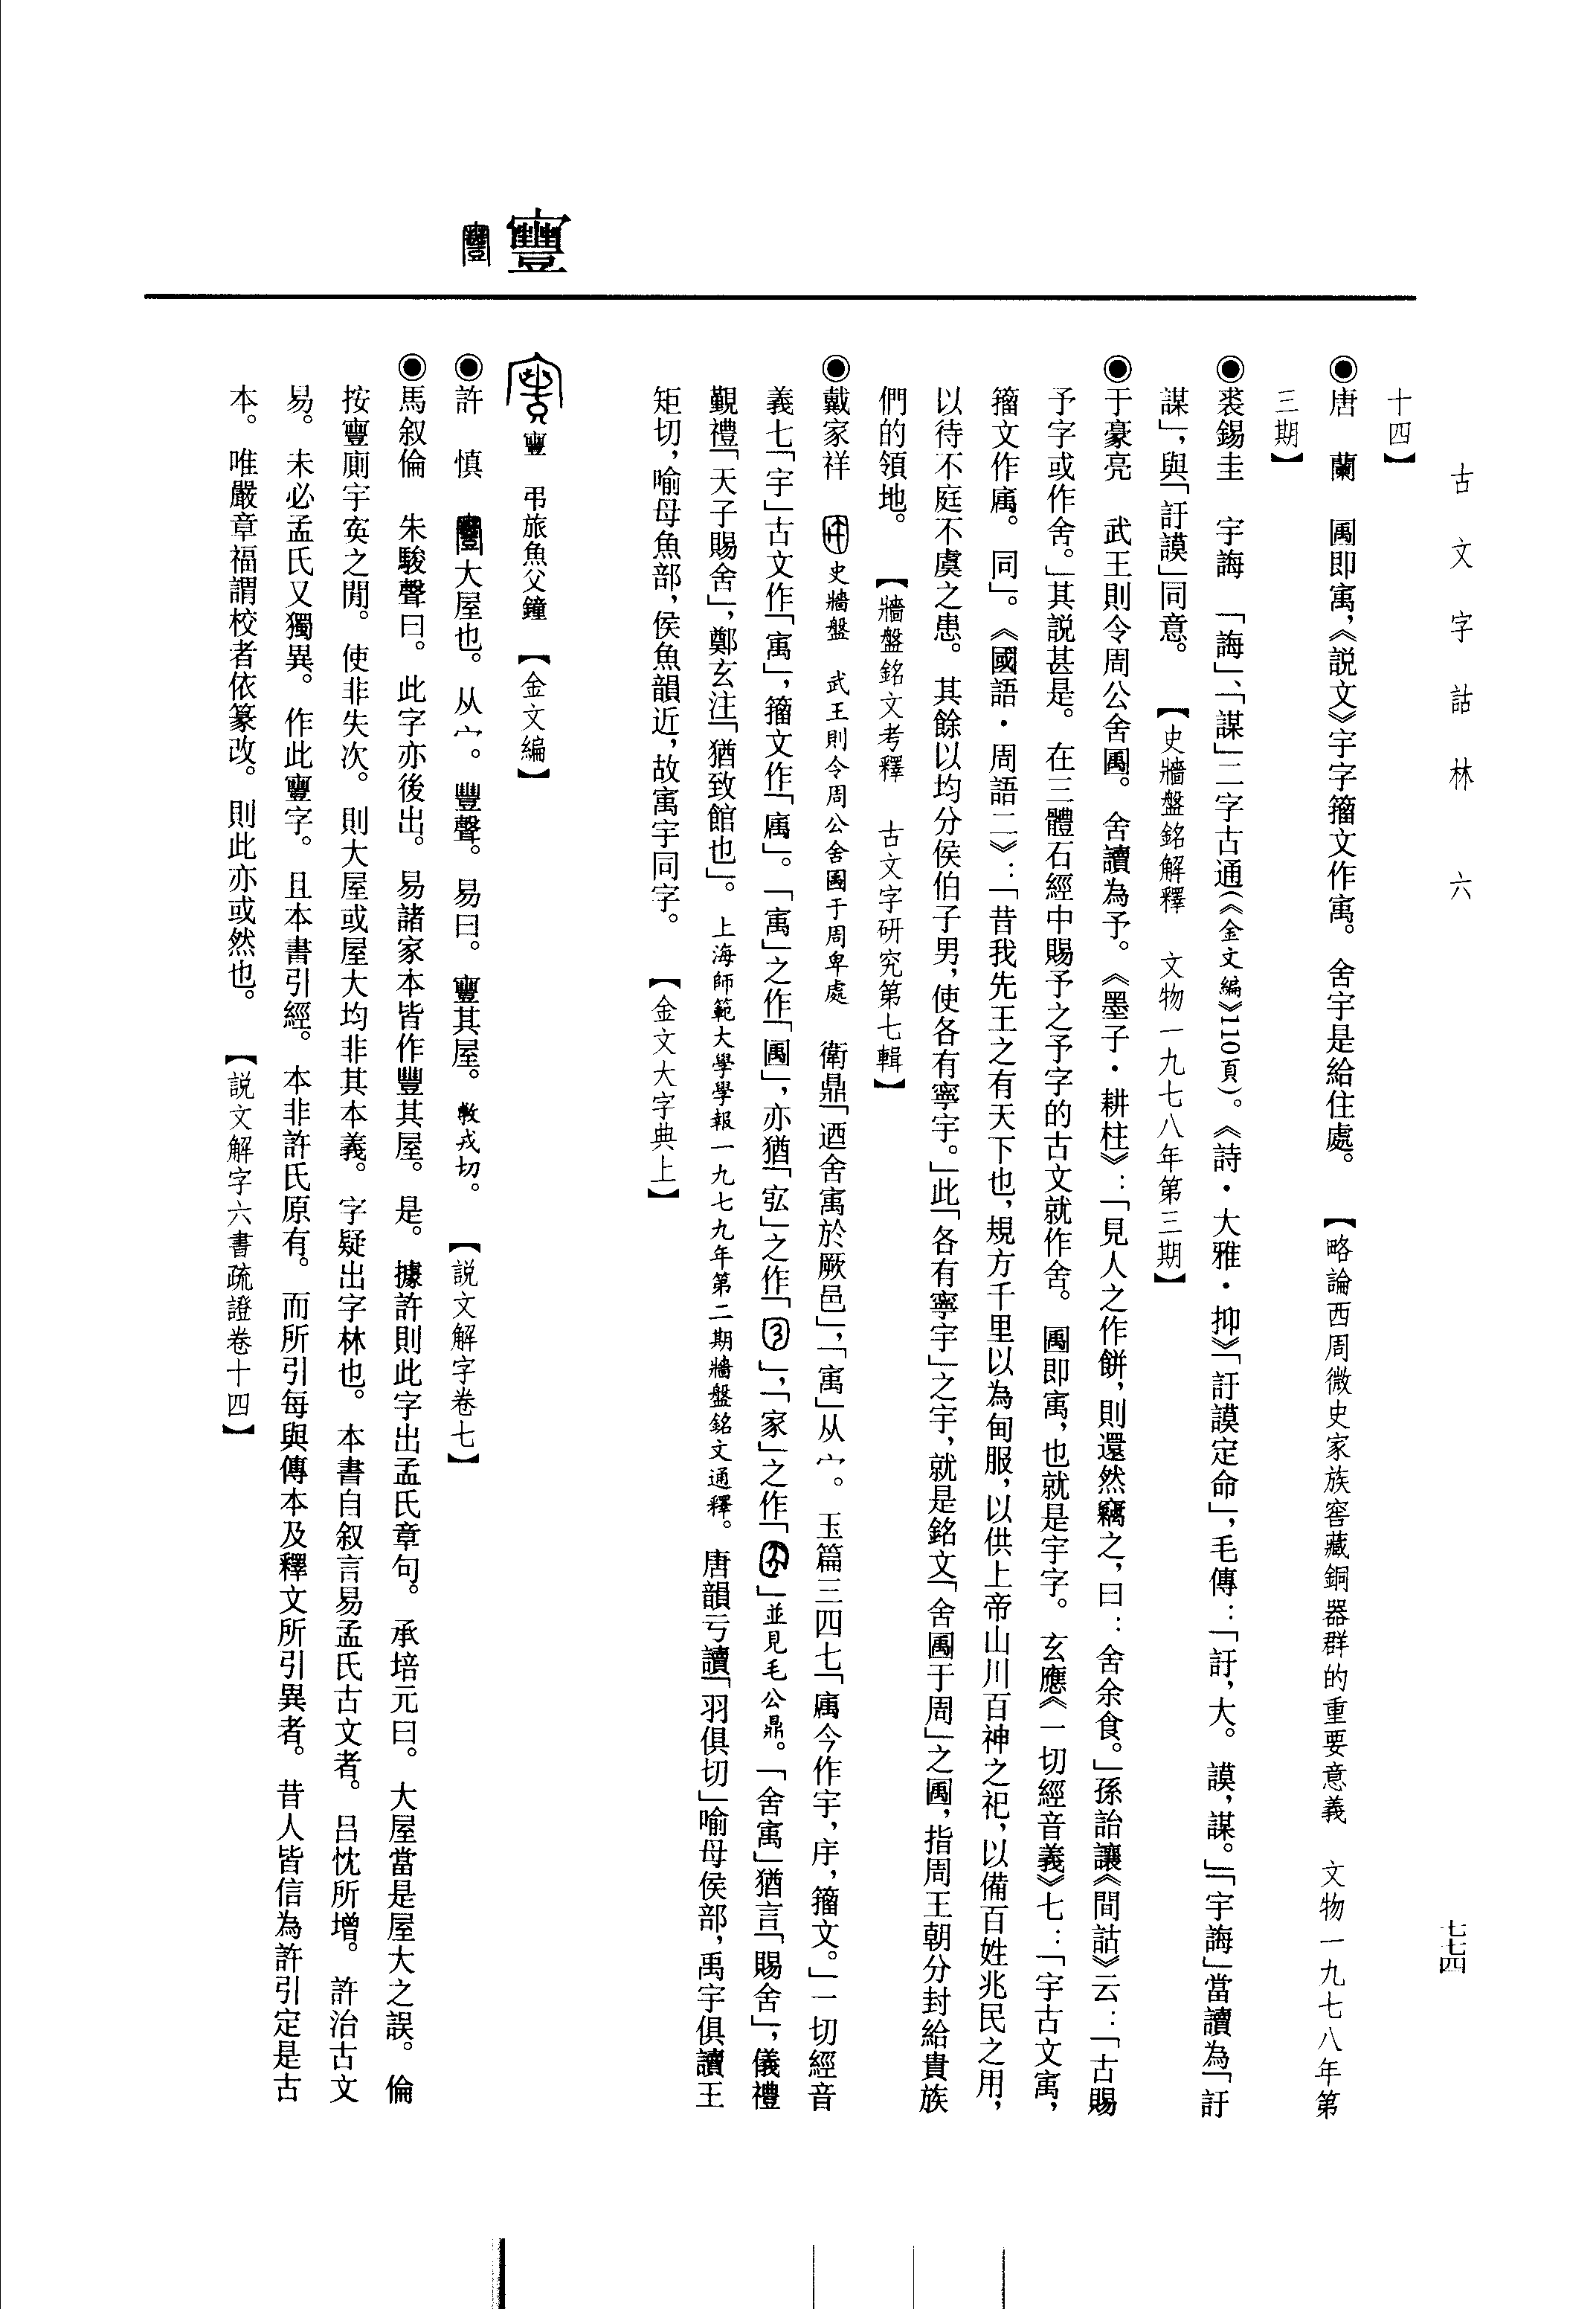 古文字詁林 六
七七四
十四】
◉唐 蘭 圄即寓,《説文》宇字籀文作寓。舍宇是給住處。 【略論西周微史家族窖藏銅器群的重要意義 文物一九七八年第
三期】
◉裘錫圭 宇誨 「誨」、「謀」二字古通(《金文編》110頁)。《詩·大雅·抑》「訏謨定命」,毛傳:「訏,大。謨,謀。」「宇誨」當讀為「訏
謀」,與「訏謨」同意。 【史牆盤銘解釋 文物一九七八年第三期】
◉于豪亮 武王則令周公舍。舍讀為予。《墨子·耕柱》:「見人之作餅,則還然竊之,曰:舍余食。」孫詒讓《間詁》云:「古賜
予字或作舍。」其説甚是。在三體石經中賜予之予字的古文就作舍。即寓,也就是宇字。玄應《一切經音義》七:「宇古文寓,
籀文作㢏。同」。《國語·周語二》:「昔我先王之有天下也,規方千里以為甸服,以供上帝山川百神之祀,以備百姓兆民之用,
以待不庭不虞之患。其餘以均分侯伯子男,使各有寧宇。」此「各有寧宇」之宇,就是銘文「舍于周」之,指周王朝分封給貴族
們的領地。 【牆盤銘文考釋 古文字研究第七輯】
◉戴家祥 史牆盤 武王則令周公舍于周卑處 衛鼎「迺舍寓於厥邑」,「寓」从宀。玉篇三四七「㢏今作宇,㡰,籀文。」一切經音
義七「宇」古文作「寓」,籀文作「㢏」。「寓」之作「」,亦猶「宖」之作「」,「家」之作「」並見毛公鼎。「舍寓」猶言「賜舍」,儀禮
覲禮「天子賜舍」,鄭玄注「猶致館也」。上海師範大學學報一九七九年第二期牆盤銘文通釋。唐韻亏讀「羽俱切」喻母侯部,禹宇俱讀王
矩切,喻母魚部,侯魚韻近,故寓宇同字。 【金文大字典上】
寷
寷 弔旅魚父鐘 【金文編】
◉許 慎 大屋也。从宀。豐聲。易曰。寷其屋。敷戎切。 【説文解字卷七】
◉馬叙倫 朱駿聲曰。此字亦後出。易諸家本皆作豐其屋。是。據許則此字出孟氏章句。承培元曰。大屋當是屋大之誤。倫
按寷廁宇寏之閒。使非失次。則大屋或屋大均非其本義。字疑出字林也。本書自叙言易孟氏古文者。呂忱所增。許治古文
易。未必孟氏又獨異。作此寷字。且本書引經。本非許氏原有。而所引每與傳本及釋文所引異者。昔人皆信為許引定是古
本。唯嚴章福謂校者依篆改。則此亦或然也。 【説文解字六書疏證卷十四】